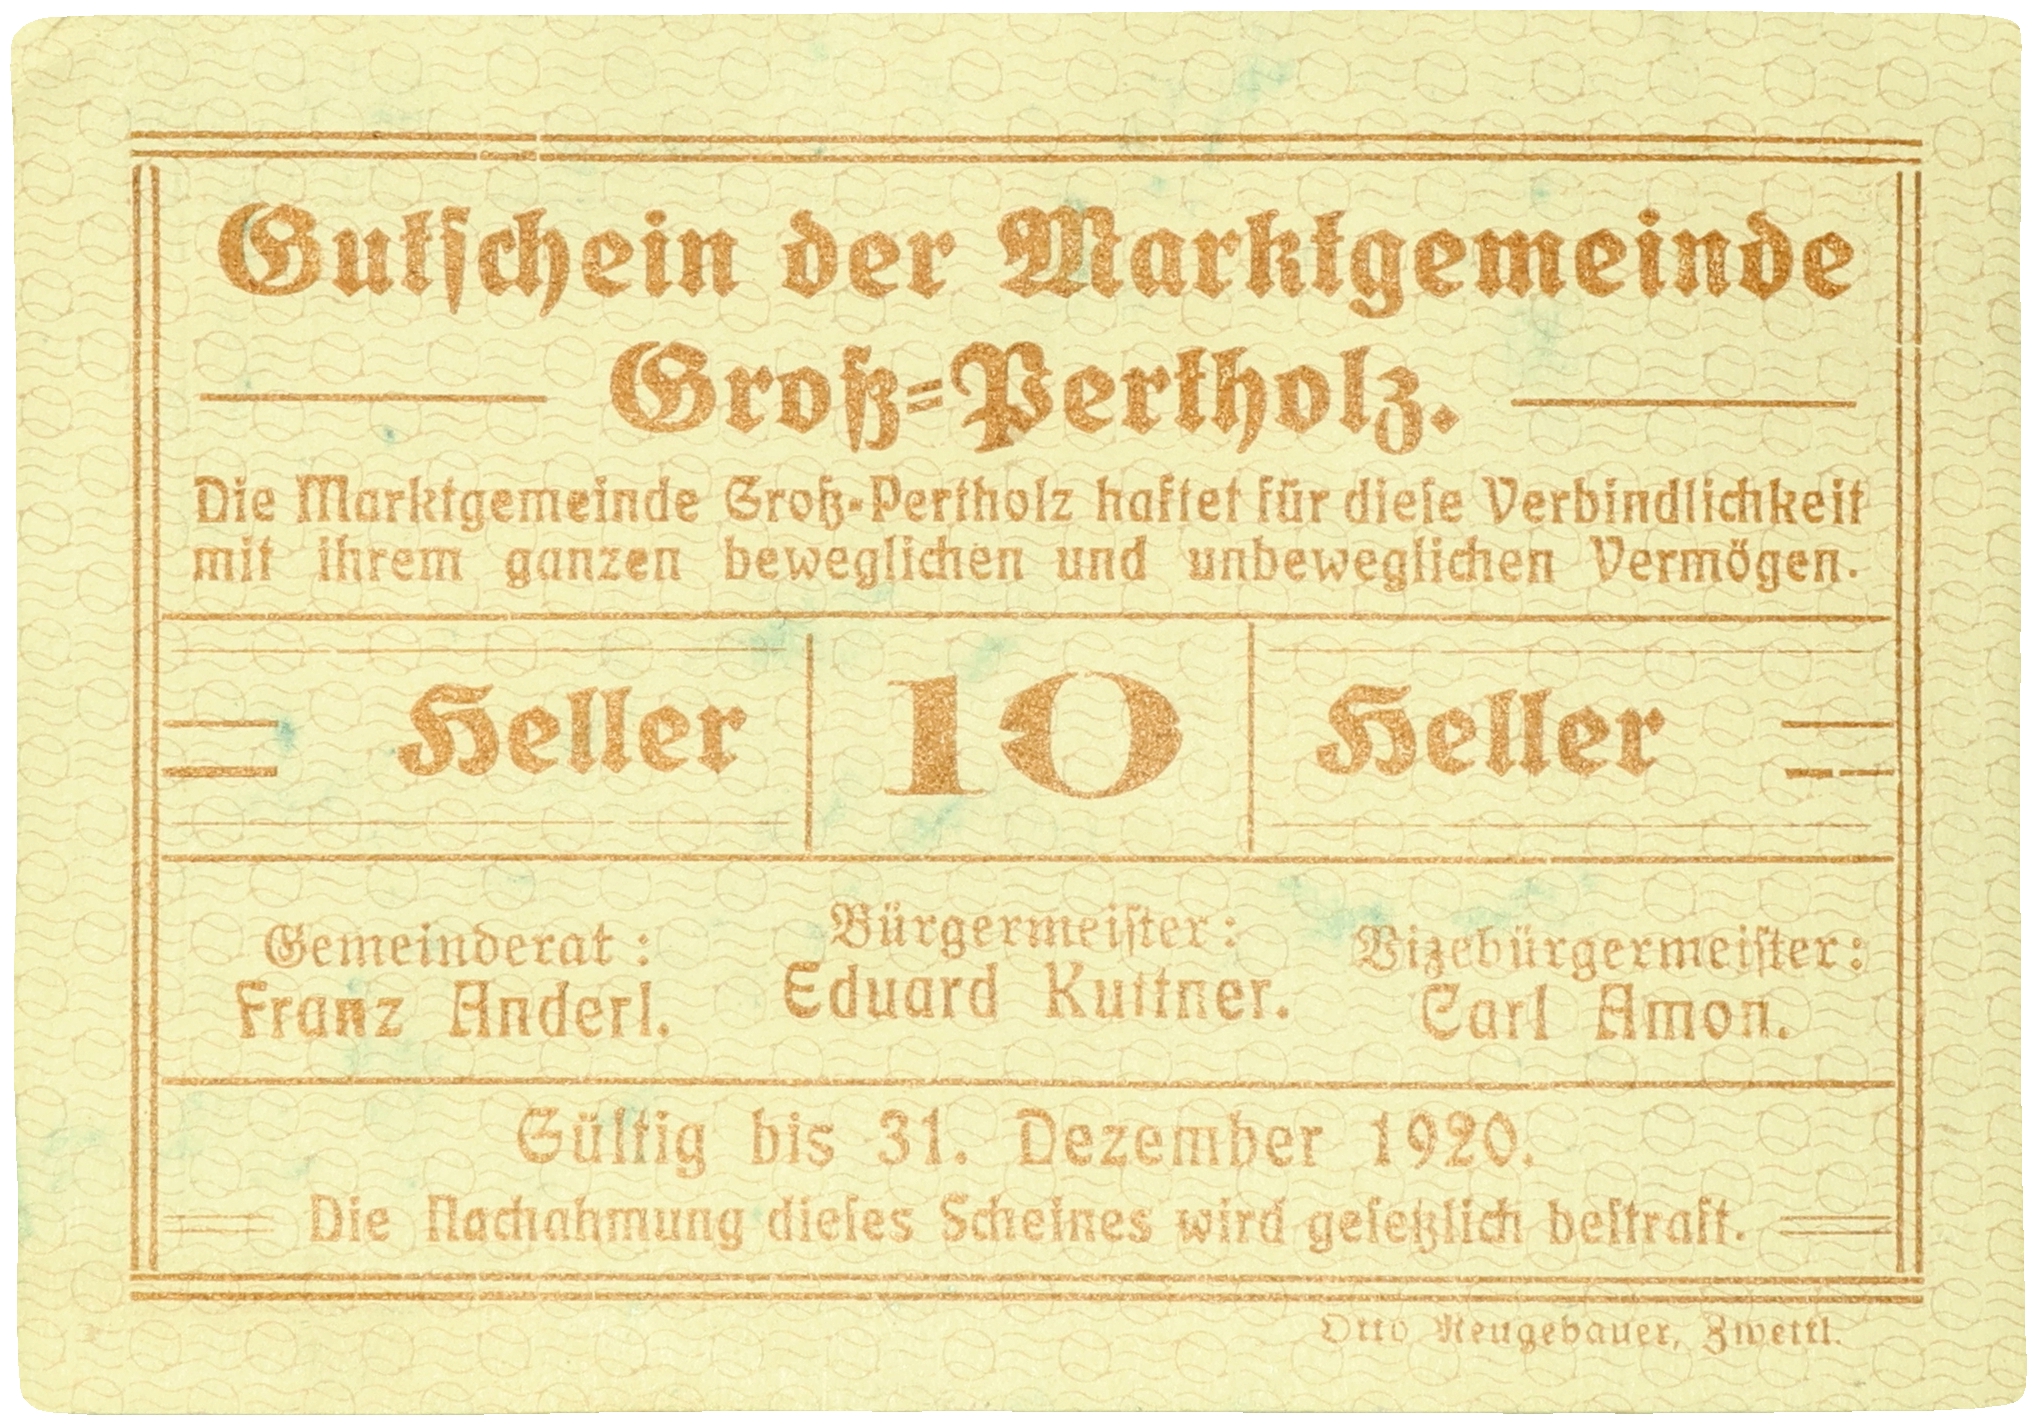 Gutschein der Marktgemeinde
Groß-Pertholz.
Die Marktgemeinde Groß-Pertholz haftet für diese Verbindlichkeit
mit ihrem ganzen beweglichen und unbeweglichen Vermögen.
Heller 10 Heller
Gemeinderat: Bürgermeister: Vizebürgermeister:
Franz Anderl. Eduard Kuttner. Carl Amon.
Gültig bis 31. Dezember 1920.
Die Nachahmung dieses Scheines wird gesetzlich bestraft.
Otto Neugebauer, Zwettl.